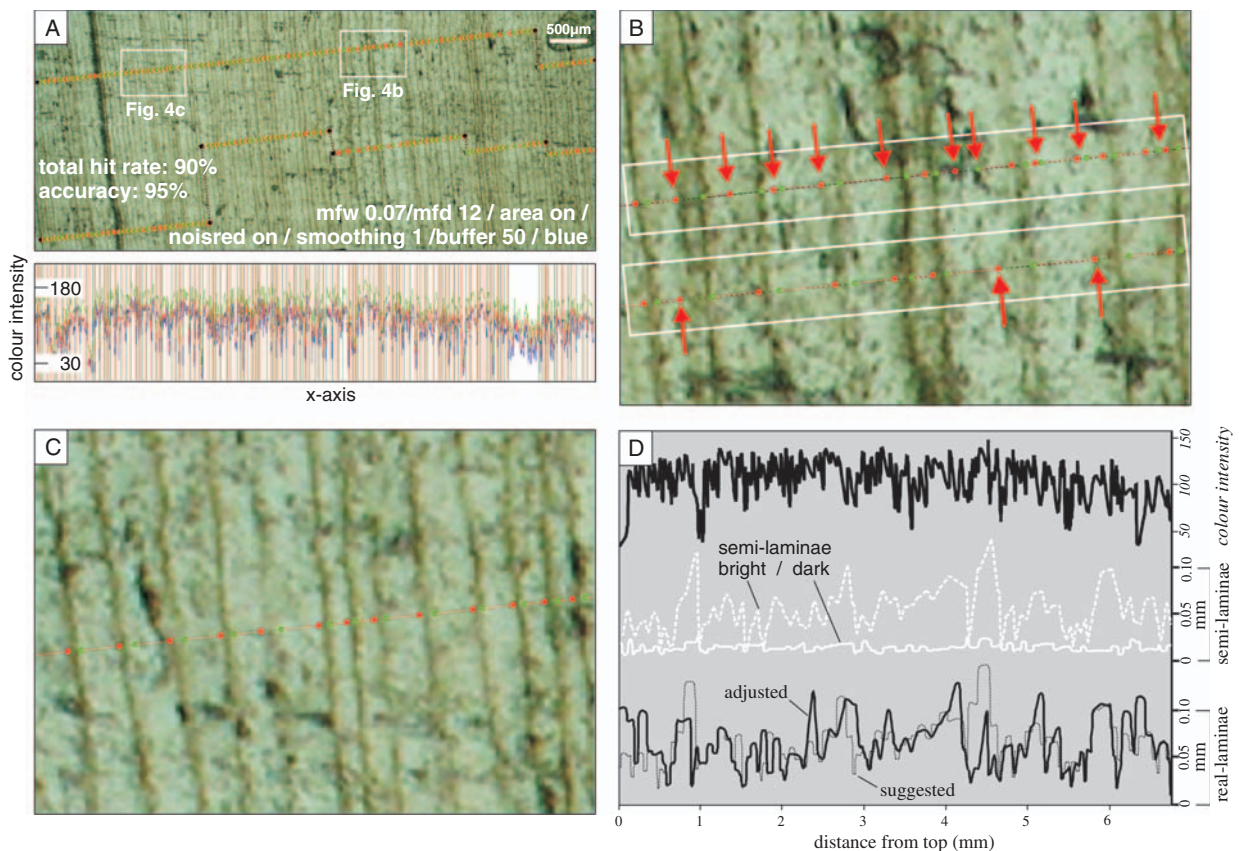 A
500µm
Fig. 4c
Fig. 4b
total hit rate: 90%
accuracy: 95%
mfw 0.07/mfd 12 / area on /
noisred on / smoothing 1 /buffer 50 / blue
colour intensity
180
30
x-axis
B
C
D
150
100
50
colour intensity
semi-laminae
bright / dark
0.10
0.05
0
mm
semi-laminae
adjusted
suggested
0.10
0.05
0
mm
real-laminae
0 1 2 3 4 5 6
distance from top (mm)